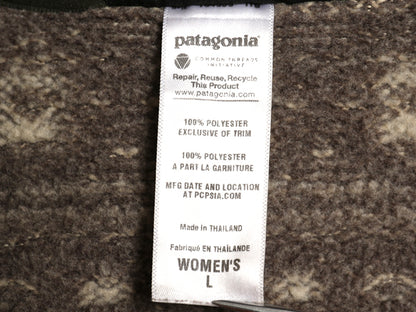 patagonia®
COMMON THREADS
INITIATIVE
Repair, Reuse, Recycle
This Product
www.patagonia.com
100% POLYESTER
EXCLUSIVE OF TRIM
100% POLYESTER
A PART LA GARNITURE
MFG DATE AND LOCATION
AT PCPSIA.COM
Made in THAILAND
Fabriqué EN THAÏLANDE
WOMEN'S
L